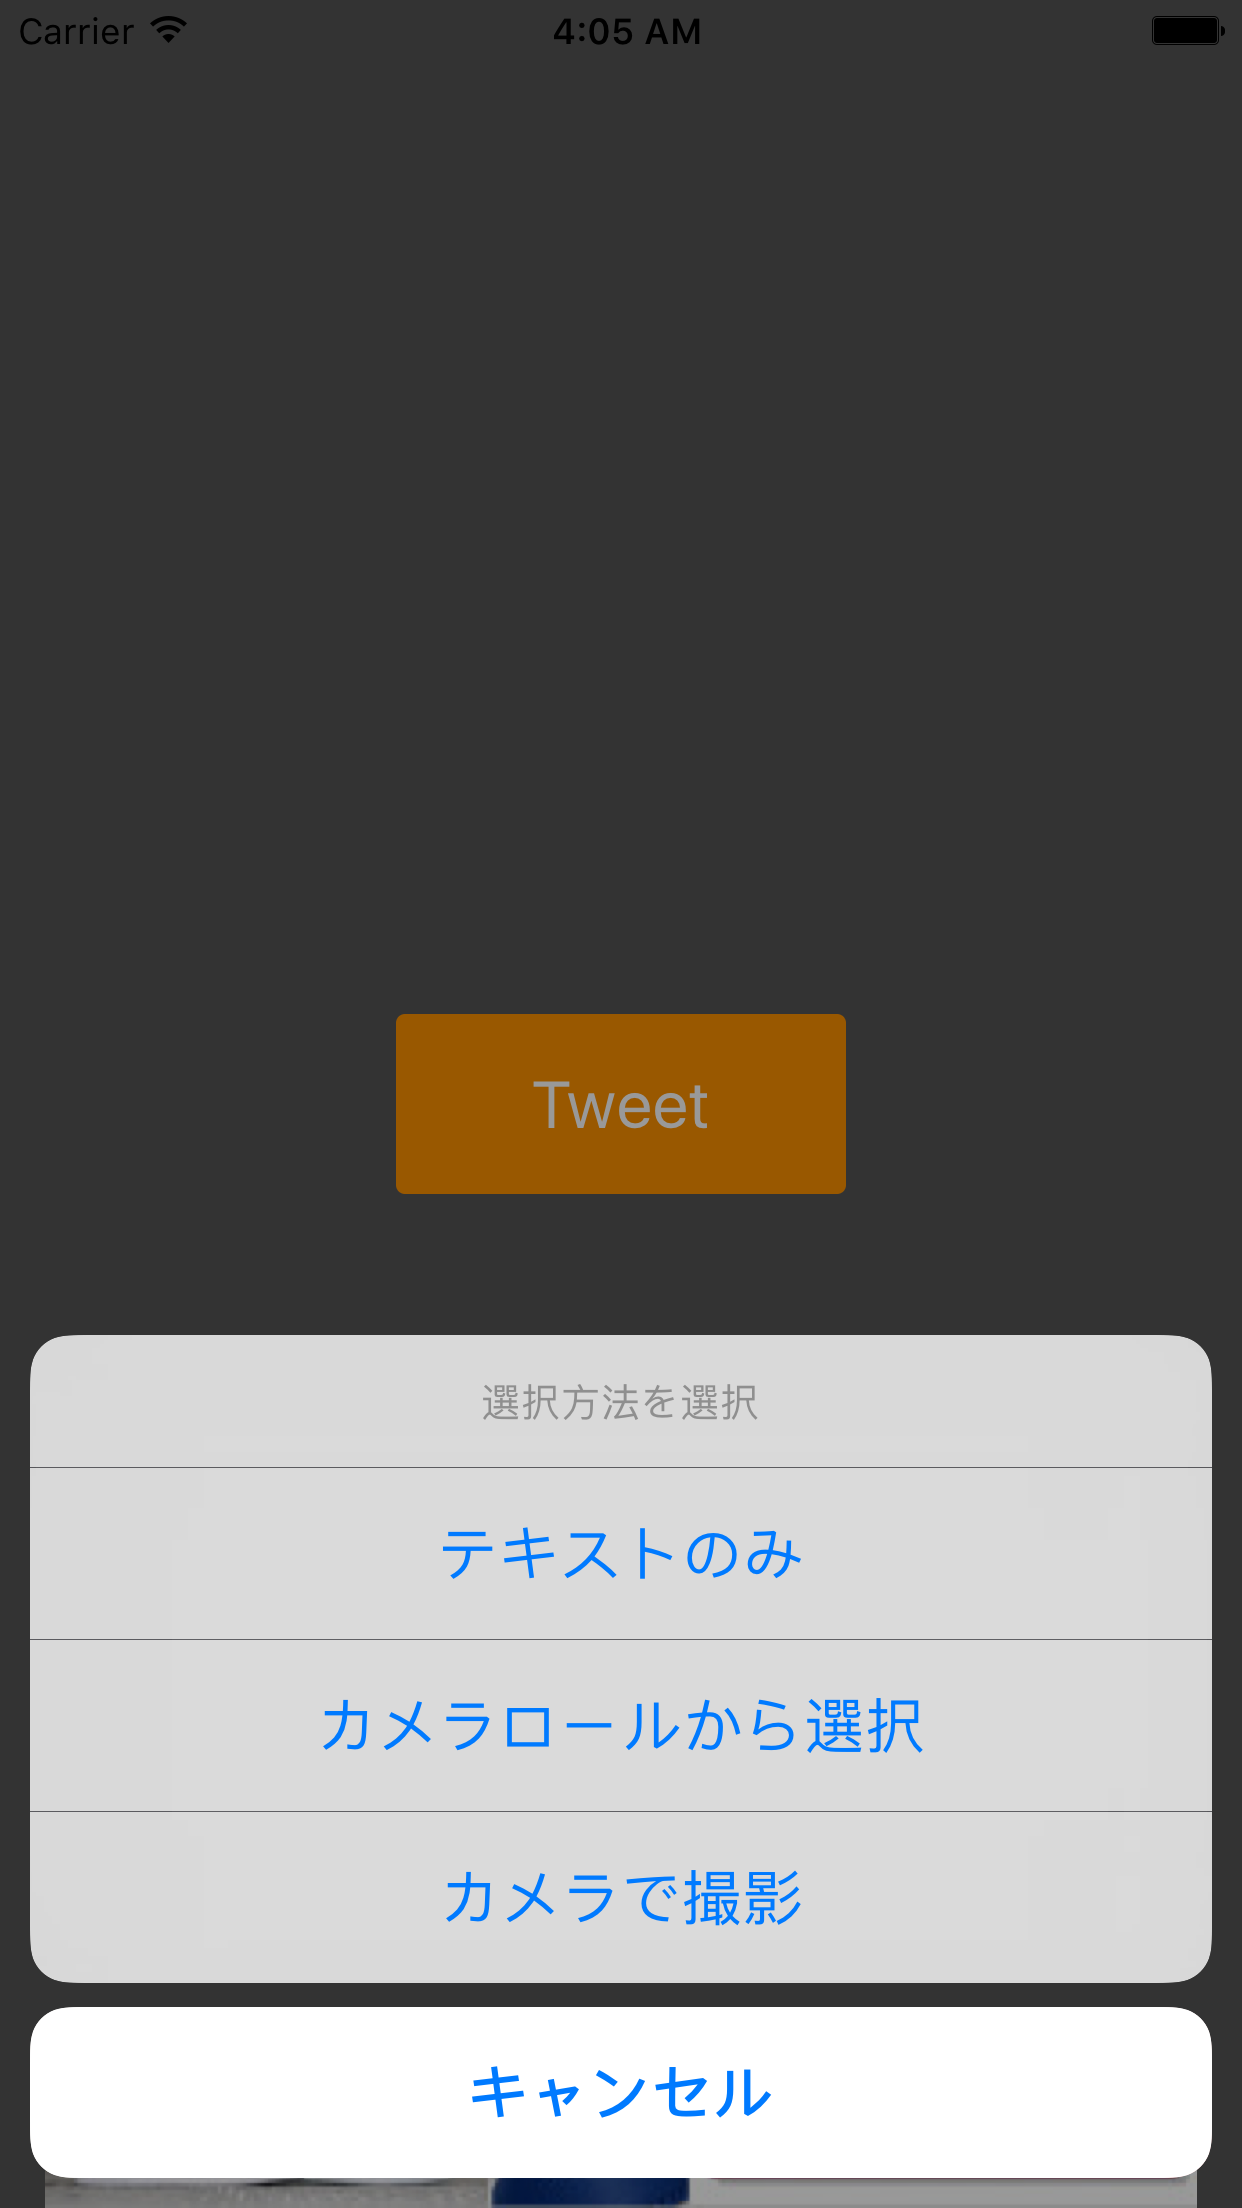 Carrier
4:05 AM
Tweet
選択方法を選択
テキストのみ
カメラロールから選択
カメラで撮影
キャンセル